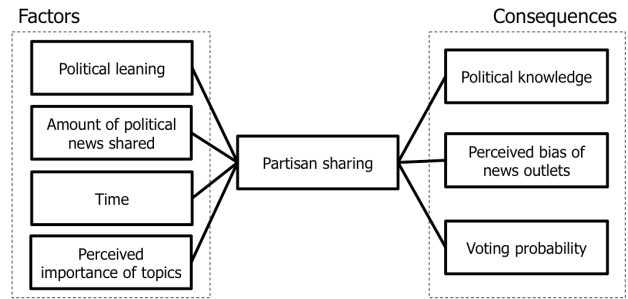 Factors
Political leaning
Amount of political
news shared
Time
Perceived
importance of topics
Partisan sharing
Consequences
Political knowledge
Perceived bias of
news outlets
Voting probability